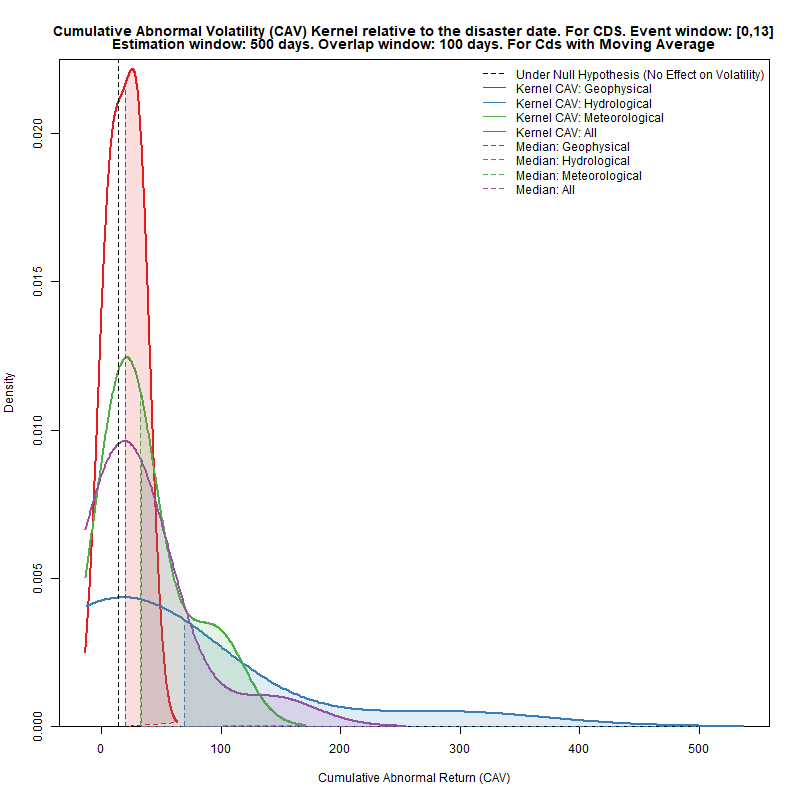 Cumulative Abnormal Volatility (CAV) Kernel relative to the disaster date. For CDS. Event window: [0,13]
Estimation window: 500 days. Overlap window: 100 days. For Cds with Moving Average
Under Null Hypothesis (No Effect on Volatility)
Kernel CAV: Geophysical
Kernel CAV: Hydrological
Kernel CAV: Meteorological
Kernel CAV: All
Median: Geophysical
Median: Hydrological
Median: Meteorological
Median: All
Density
0.020
0.015
0.010
0.005
0.000
0 100 200 300 400 500
Cumulative Abnormal Return (CAV)